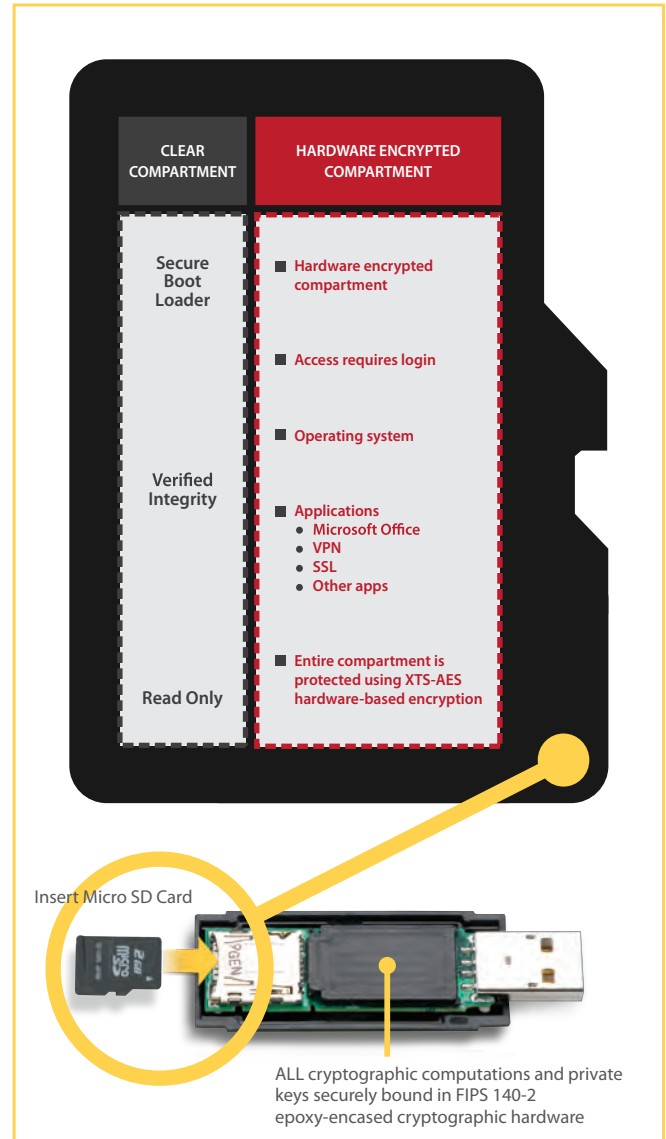 CLEAR
COMPARTMENT
HARDWARE ENCRYPTED
COMPARTMENT
Secure
Boot
Loader
Verified
Integrity
Read Only
Hardware encrypted
compartment
Access requires login
Operating system
Applications
Microsoft Office
VPN
SSL
Other apps
Entire compartment is
protected using XTS-AES
hardware-based encryption
Insert Micro SD Card
2GB
micro
SD
9GEN
ALL cryptographic computations and private
keys securely bound in FIPS 140-2
epoxy-encased cryptographic hardware